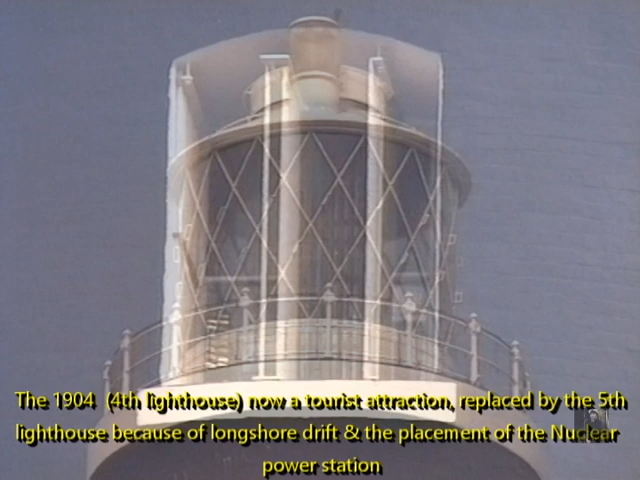 The 1904  (4th lighthouse) now a tourist attraction, replaced by the 5th
lighthouse because of longshore drift & the placement of the Nuclear
power station